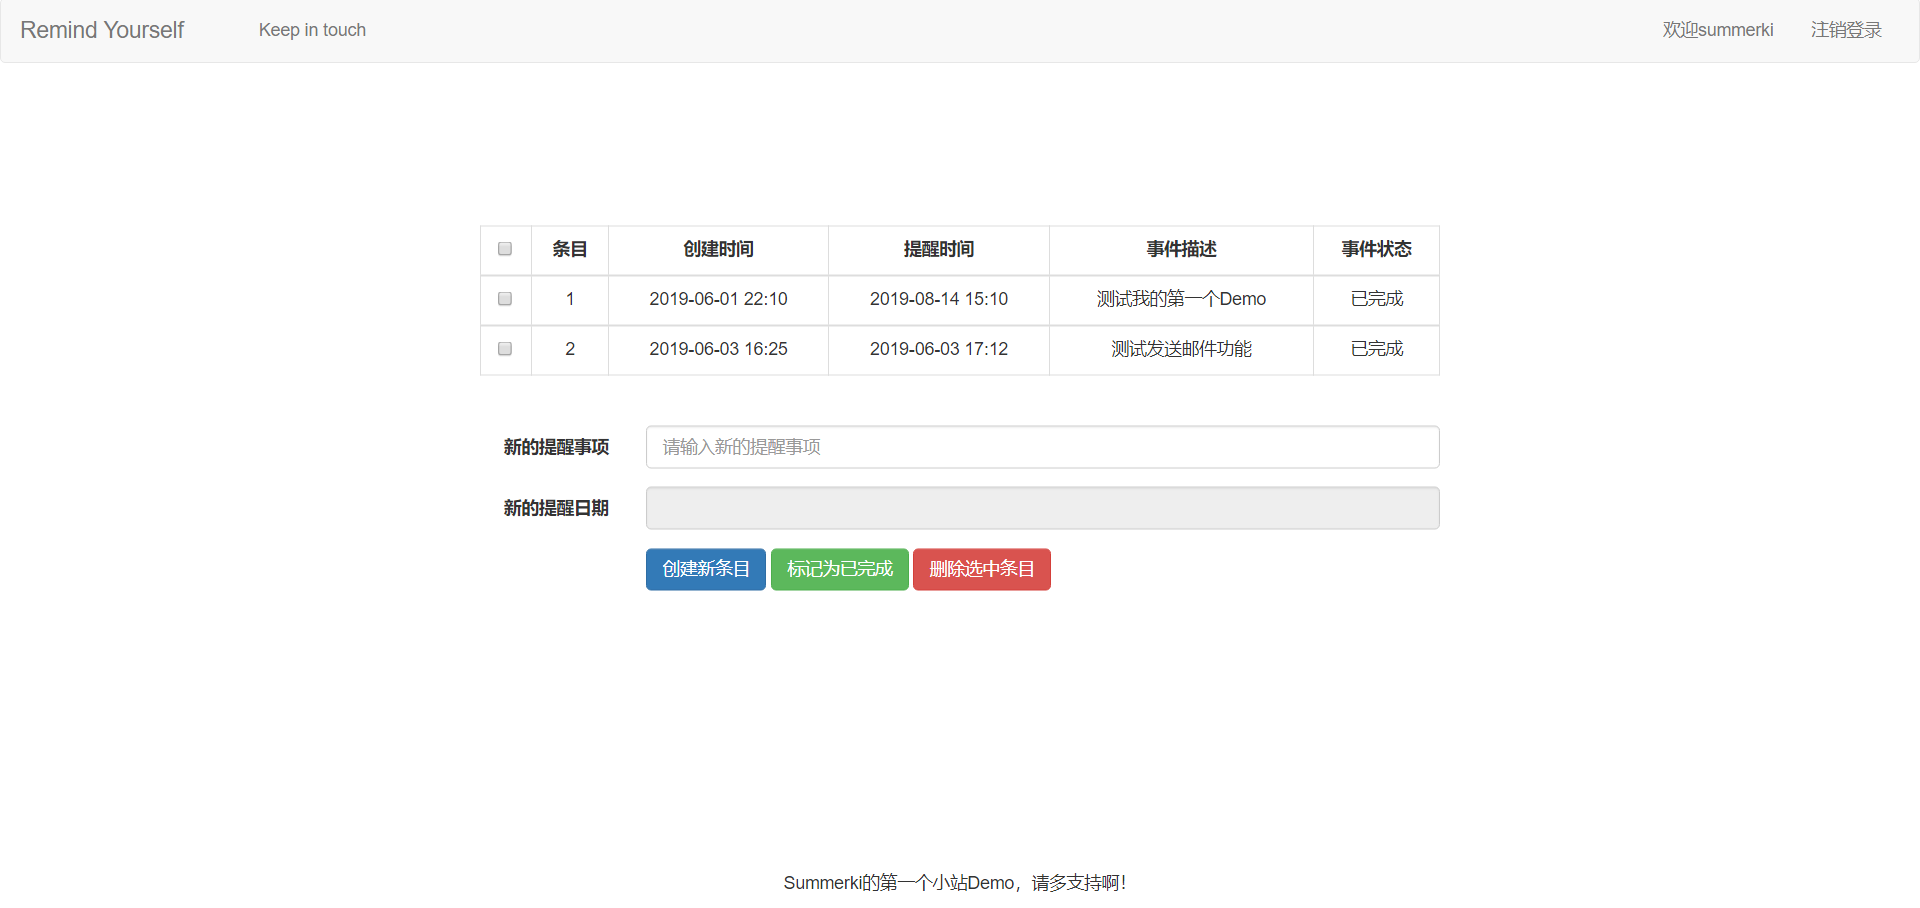 Remind Yourself Keep in touch 欢迎summerki 注销登录
条目 创建时间 提醒时间 事件描述 事件状态
1 2019-06-01 22:10 2019-08-14 15:10 测试我的第一个Demo 已完成
2 2019-06-03 16:25 2019-06-03 17:12 测试发送邮件功能 已完成
新的提醒事项 请输入新的提醒事项
新的提醒日期
创建新条目 标记为已完成 删除选中条目
Summerki的第一个小站Demo，请多支持啊！